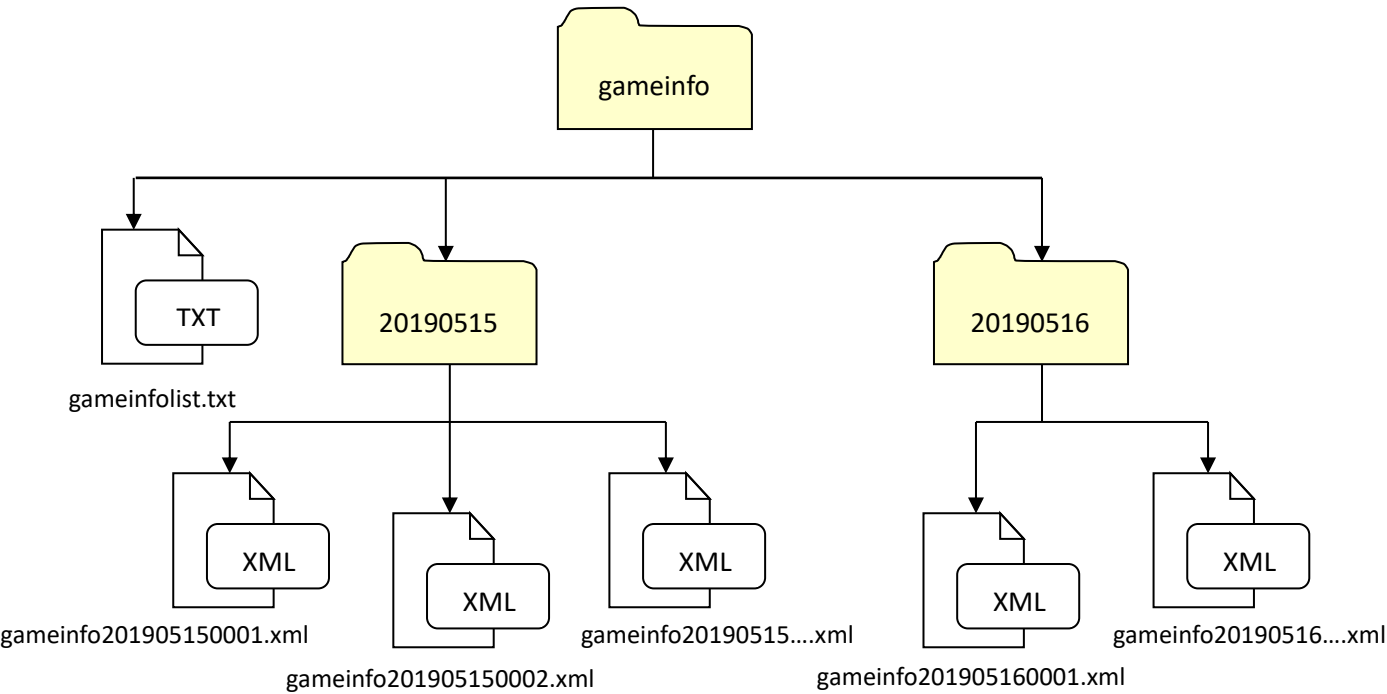 gameinfo
TXT
gameinfolist.txt
20190515
20190516
XML
gameinfo201905150001.xml
XML
gameinfo201905150002.xml
XML
gameinfo20190515....xml
XML
gameinfo201905160001.xml
XML
gameinfo20190516....xml